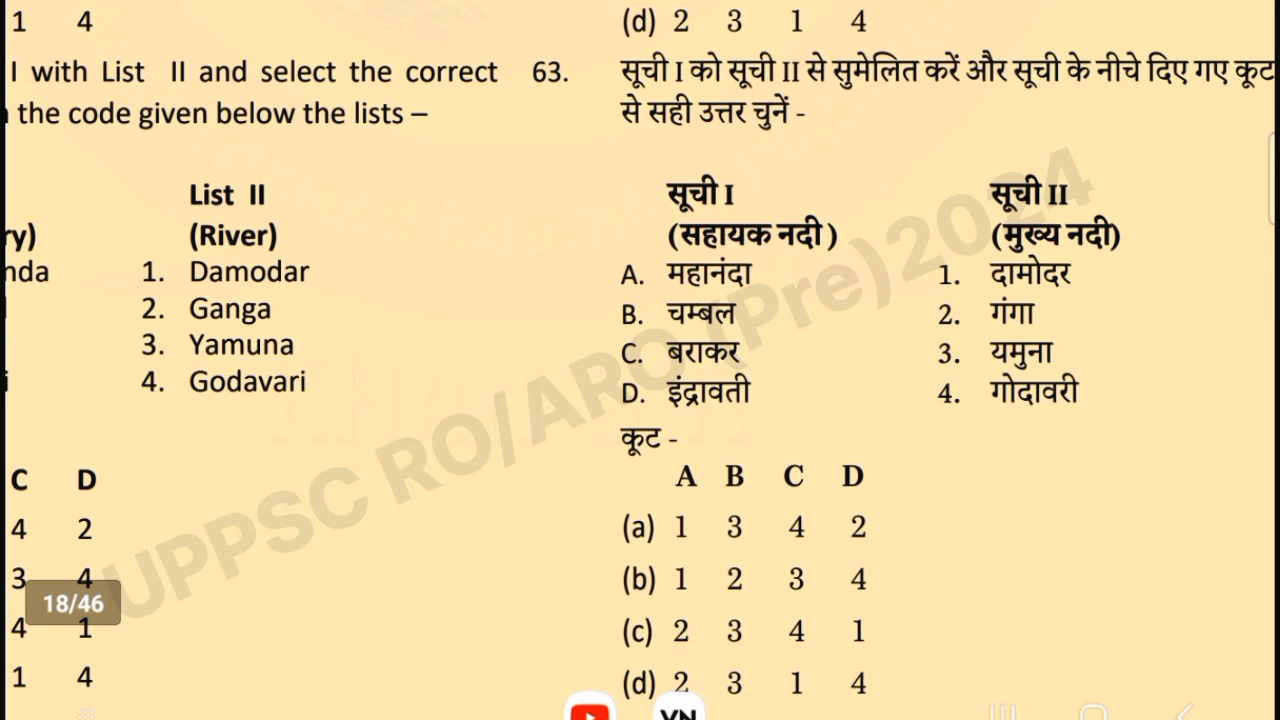 1 4
I with List II and select the correct 63.
the code given below the lists –
List II
(River)
1. Damodar
2. Ganga
3. Yamuna
4. Godavari
C D
4 2
3 4
4 1
1 4
18/46
(d) 2 3 1 4
सूची I को सूची II से सुमेलित करें और सूची के नीचे दिए गए कूट
से सही उत्तर चुनें -
सूची I सूची II
(सहायक नदी) (मुख्य नदी)
A. महानंदा 1. दामोदर
B. चम्बल 2. गंगा
C. बराकर 3. यमुना
D. इंद्रावती 4. गोदावरी
कूट -
A B C D
(a) 1 3 4 2
(b) 1 2 3 4
(c) 2 3 4 1
(d) 2 3 1 4
UPPSC RO/ARO (Pre) 2024
VN